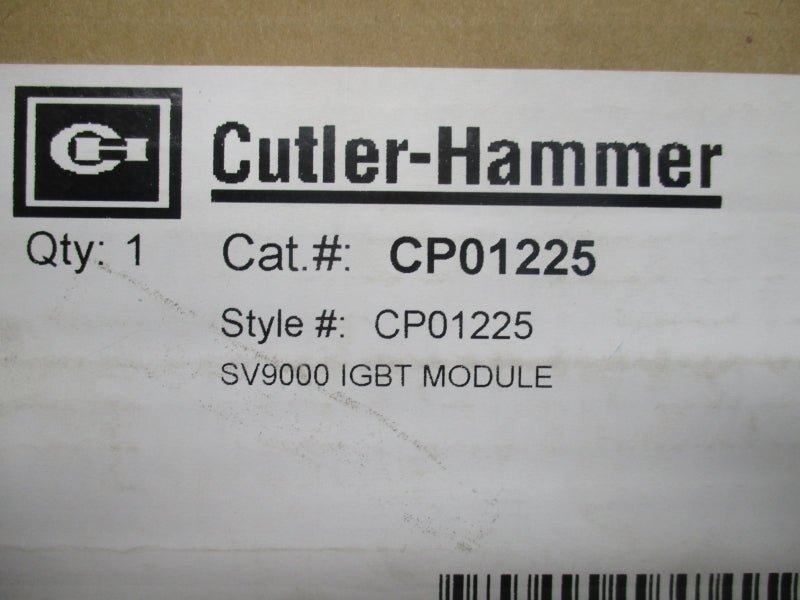 Cutler-Hammer
Qty: 1 Cat.#: CP01225
Style #: CP01225
SV9000 IGBT MODULE